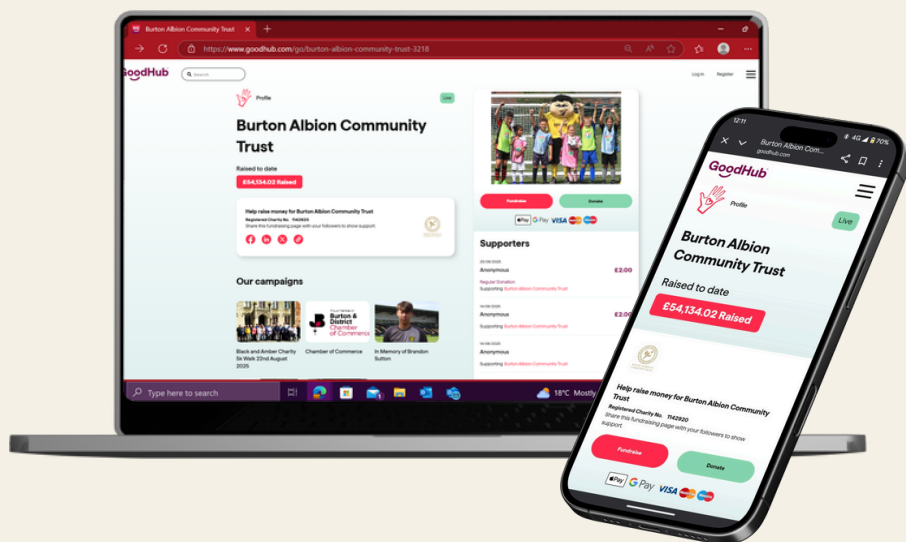 Burton Albion Community Trust
https://www.goodhub.com/go/burton-albion-community-trust-3218
GoodHub
Search
Log in
Register
Profile
Live
Burton Albion Community
Trust
Raised to date
£54,134.02 Raised
Help raise money for Burton Albion Community Trust
Registered Charity No. 1142920
Share this fundraising page with your followers to show support.
Our campaigns
Burton &
District
Chamber
of Commerce
Black and Amber Charity
5k Walk 22nd August
2025
Chamber of Commerce
In Memory of Brandon
Sutton
Fundraise
Donate
Pay
G Pay
VISA
Supporters
Anonymous
£2.00
Regular Donation
Supporting Burton Albion Community Trust
Anonymous
£2.00
Supporting Burton Albion Community Trust
Anonymous
Supporting Burton Albion Community Trust
Type here to search
18°C Mostly
12:11
4G
70%
Burton Albion Com...
goodhub.com
GoodHub
Profile
Live
Burton Albion
Community Trust
Raised to date
£54,134.02 Raised
Help raise money for Burton Albion Community
Trust
Registered Charity No. 1142920
Share this fundraising page with your followers to show
support
Fundraise
Donate
Pay
G Pay
VISA